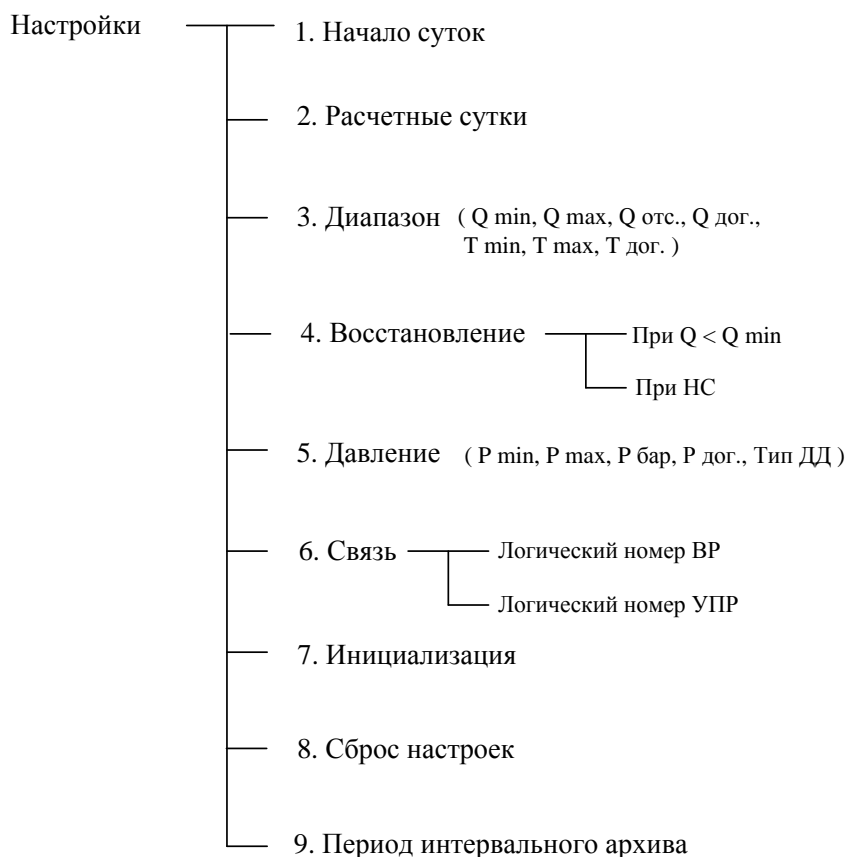 Настройки
1. Начало суток
2. Расчетные сутки
3. Диапазон ( Q min, Q max, Q отс., Q дог.,
T min, T max, T дог. )
4. Восстановление
При Q < Q min
При НС
5. Давление ( P min, P max, P бар, P дог., Тип ДД )
6. Связь
Логический номер ВР
Логический номер УПР
7. Инициализация
8. Сброс настроек
9. Период интервального архива